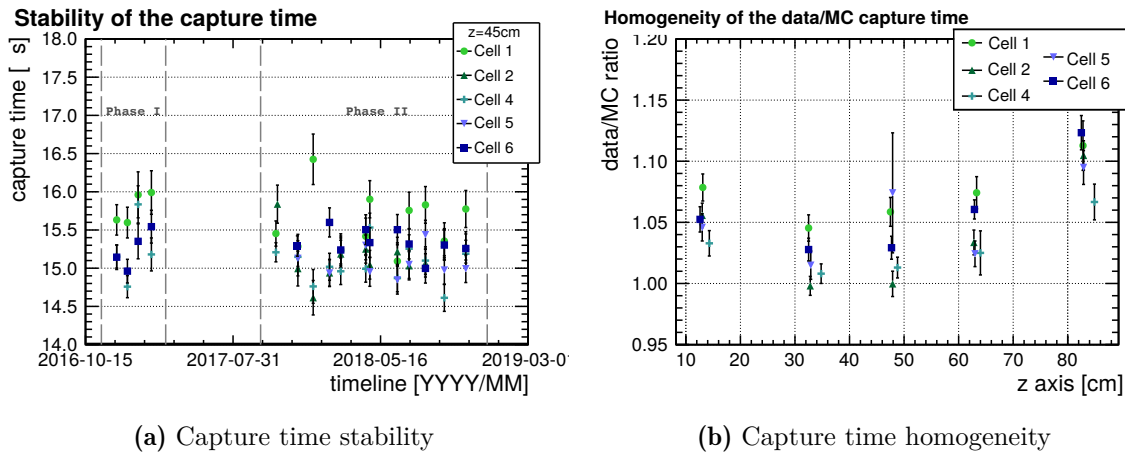 Stability of the capture time
capture time [ s]
18.0
17.5
17.0
16.5
16.0
15.5
15.0
14.5
14.0
Phase I
Phase II
z=45cm
Cell 1
Cell 2
Cell 4
Cell 5
Cell 6
2016-10-15
2017-07-31
2018-05-16
2019-03-0
timeline [YYYY/MM]
(a) Capture time stability
Homogeneity of the data/MC capture time
data/MC ratio
1.20
1.15
1.10
1.05
1.00
0.95
Cell 1
Cell 2
Cell 4
Cell 5
Cell 6
10 20 30 40 50 60 70 80
z axis [cm]
(b) Capture time homogeneity